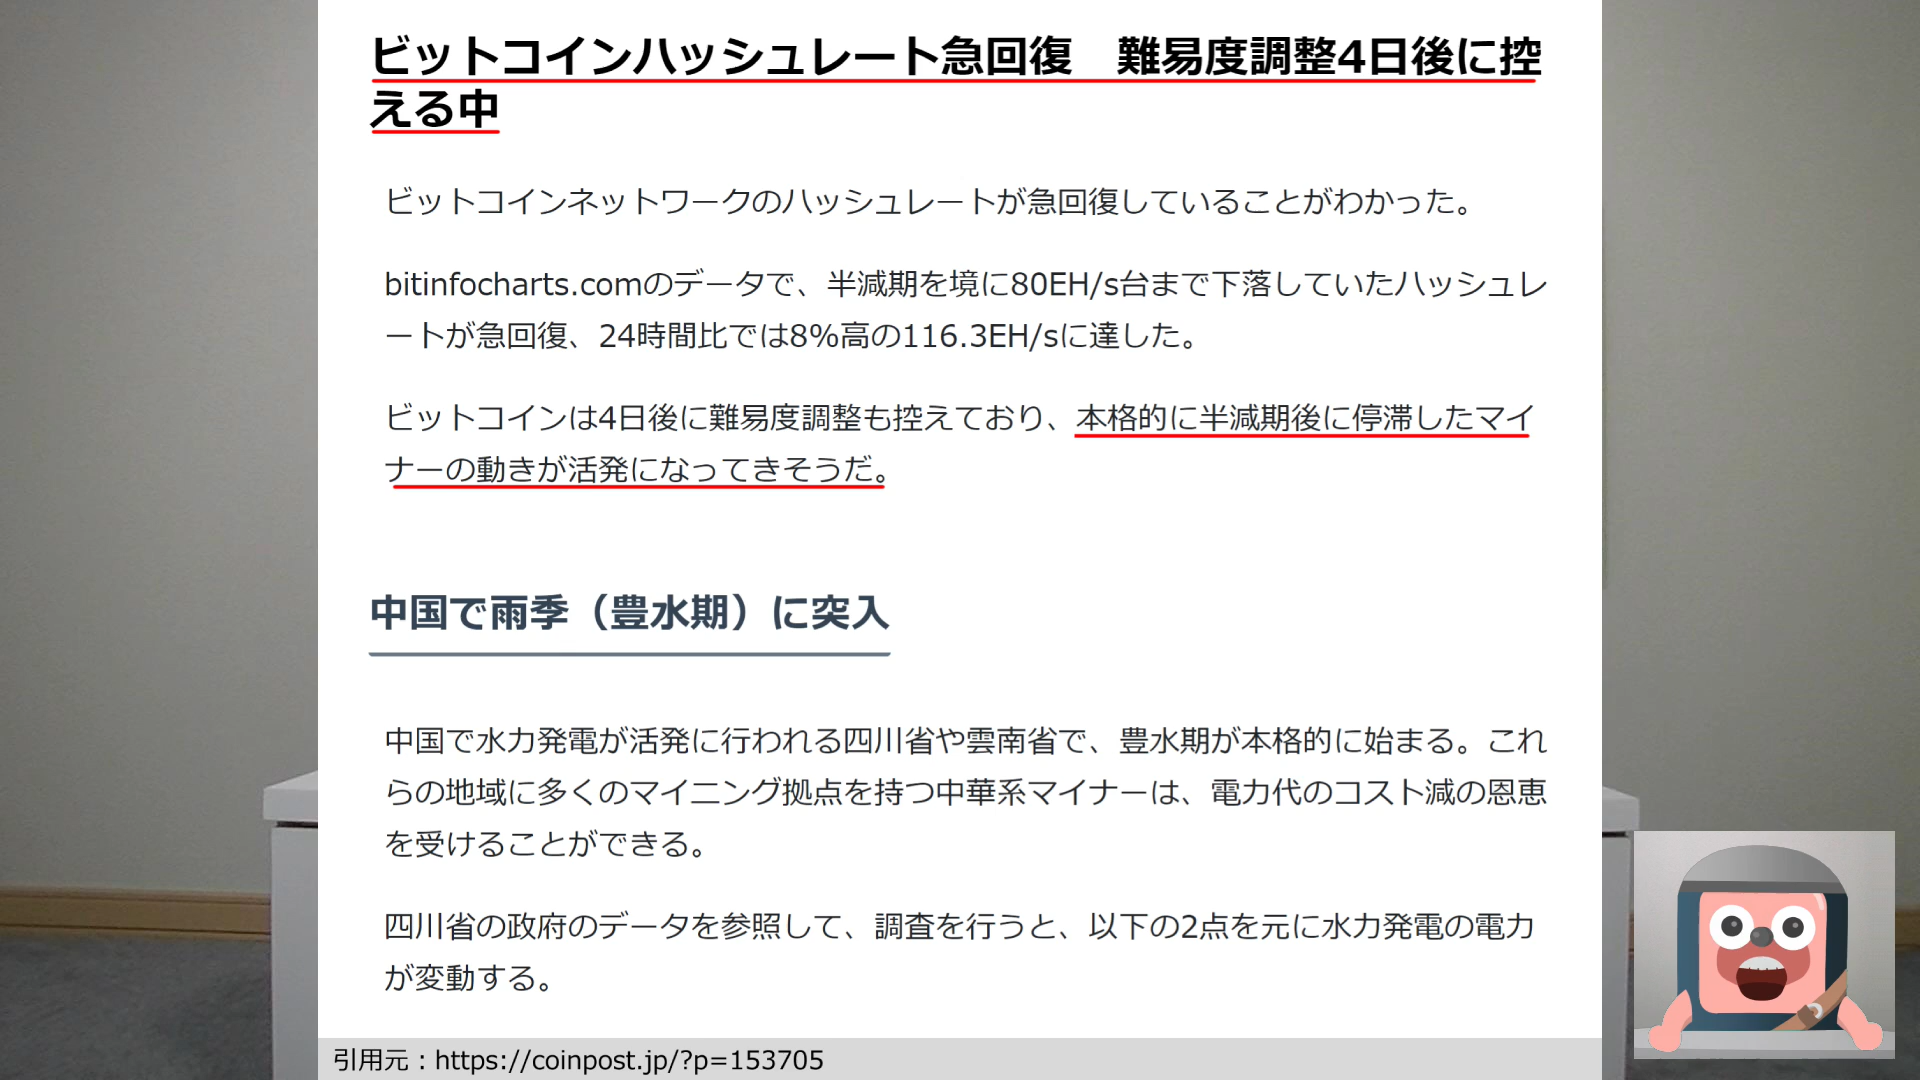 ビットコインハッシュレート急回復　難易度調整4日後に控
える中
ビットコインネットワークのハッシュレートが急回復していることがわかった。
bitinfocharts.comのデータで、半減期を境に80EH/s台まで下落していたハッシュレ
ートが急回復、24時間比では8%高の116.3EH/sに達した。
ビットコインは4日後に難易度調整も控えており、本格的に半減期後に停滞したマイ
ナーの動きが活発になってきそうだ。
中国で雨季（豊水期）に突入
中国で水力発電が活発に行われる四川省や雲南省で、豊水期が本格的に始まる。これ
らの地域に多くのマイニング拠点を持つ中華系マイナーは、電力代のコスト減の恩恵
を受けることができる。
四川省の政府のデータを参照して、調査を行うと、以下の2点を元に水力発電の電力
が変動する。
引用元：https://coinpost.jp/?p=153705